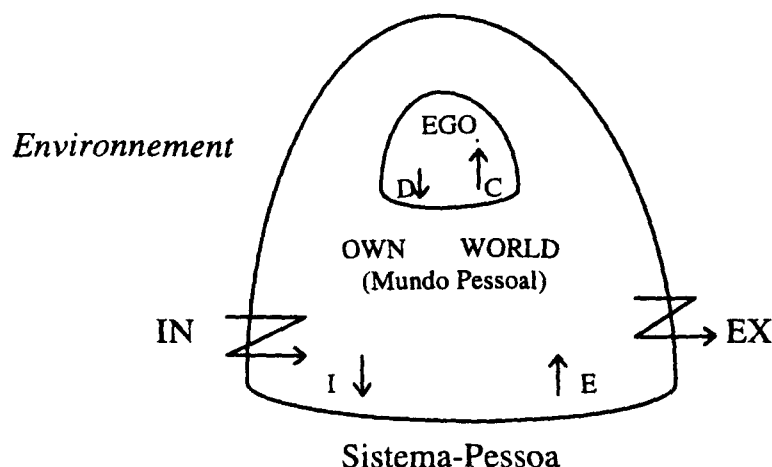 EGO
Environnement
D C
OWN WORLD
(Mundo Pessoal)
IN EX
I E
Sistema-Pessoa